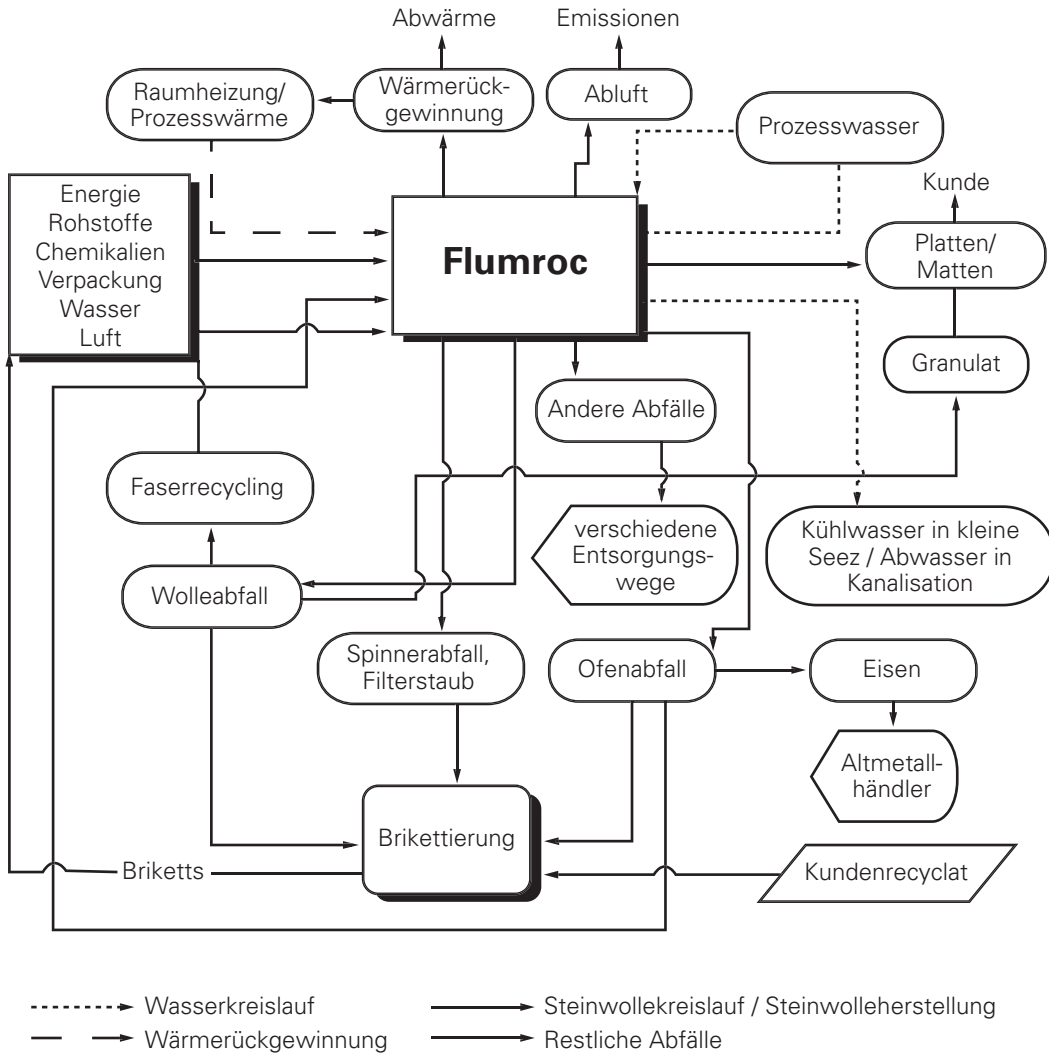 Abwärme
Emissionen
Raumheizung/
Prozesswärme
Wärmerück-
gewinnung
Abluft
Prozesswasser
Kunde
Energie
Rohstoffe
Chemikalien
Verpackung
Wasser
Luft
Flumroc
Platten/
Matten
Granulat
Andere Abfälle
Faserrecycling
verschiedene
Entsorgungs-
wege
Kühlwasser in kleine
Seez / Abwasser in
Kanalisation
Wolleabfall
Spinnerabfall,
Filterstaub
Ofenabfall
Eisen
Altmetall-
händler
Brikettierung
Briketts
Kundenrecyclat
Wasserkreislauf
Steinwollekreislauf / Steinwolleherstellung
Wärmerückgewinnung
Restliche Abfälle